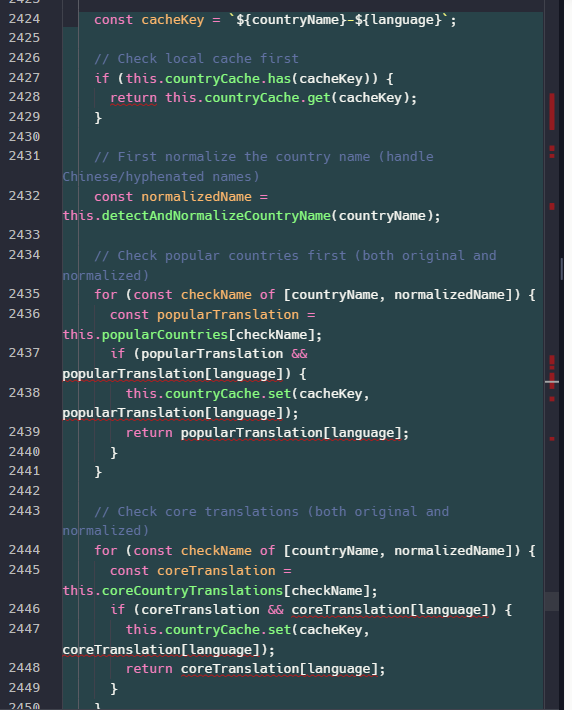 2423
2424 const cacheKey = `${countryName}-${language}`;
2425
2426 // Check local cache first
2427 if (this.countryCache.has(cacheKey)) {
2428 return this.countryCache.get(cacheKey);
2429 }
2430
2431 // First normalize the country name (handle
Chinese/hyphenated names)
2432 const normalizedName =
this.detectAndNormalizeCountryName(countryName);
2433
2434 // Check popular countries first (both original and
normalized)
2435 for (const checkName of [countryName, normalizedName]) {
2436 const popularTranslation =
this.popularCountries[checkName];
2437 if (popularTranslation &&
popularTranslation[language]) {
2438 this.countryCache.set(cacheKey,
popularTranslation[language]);
2439 return popularTranslation[language];
2440 }
2441 }
2442
2443 // Check core translations (both original and
normalized)
2444 for (const checkName of [countryName, normalizedName]) {
2445 const coreTranslation =
this.coreCountryTranslations[checkName];
2446 if (coreTranslation && coreTranslation[language]) {
2447 this.countryCache.set(cacheKey,
coreTranslation[language]);
2448 return coreTranslation[language];
2449 }
2450 }